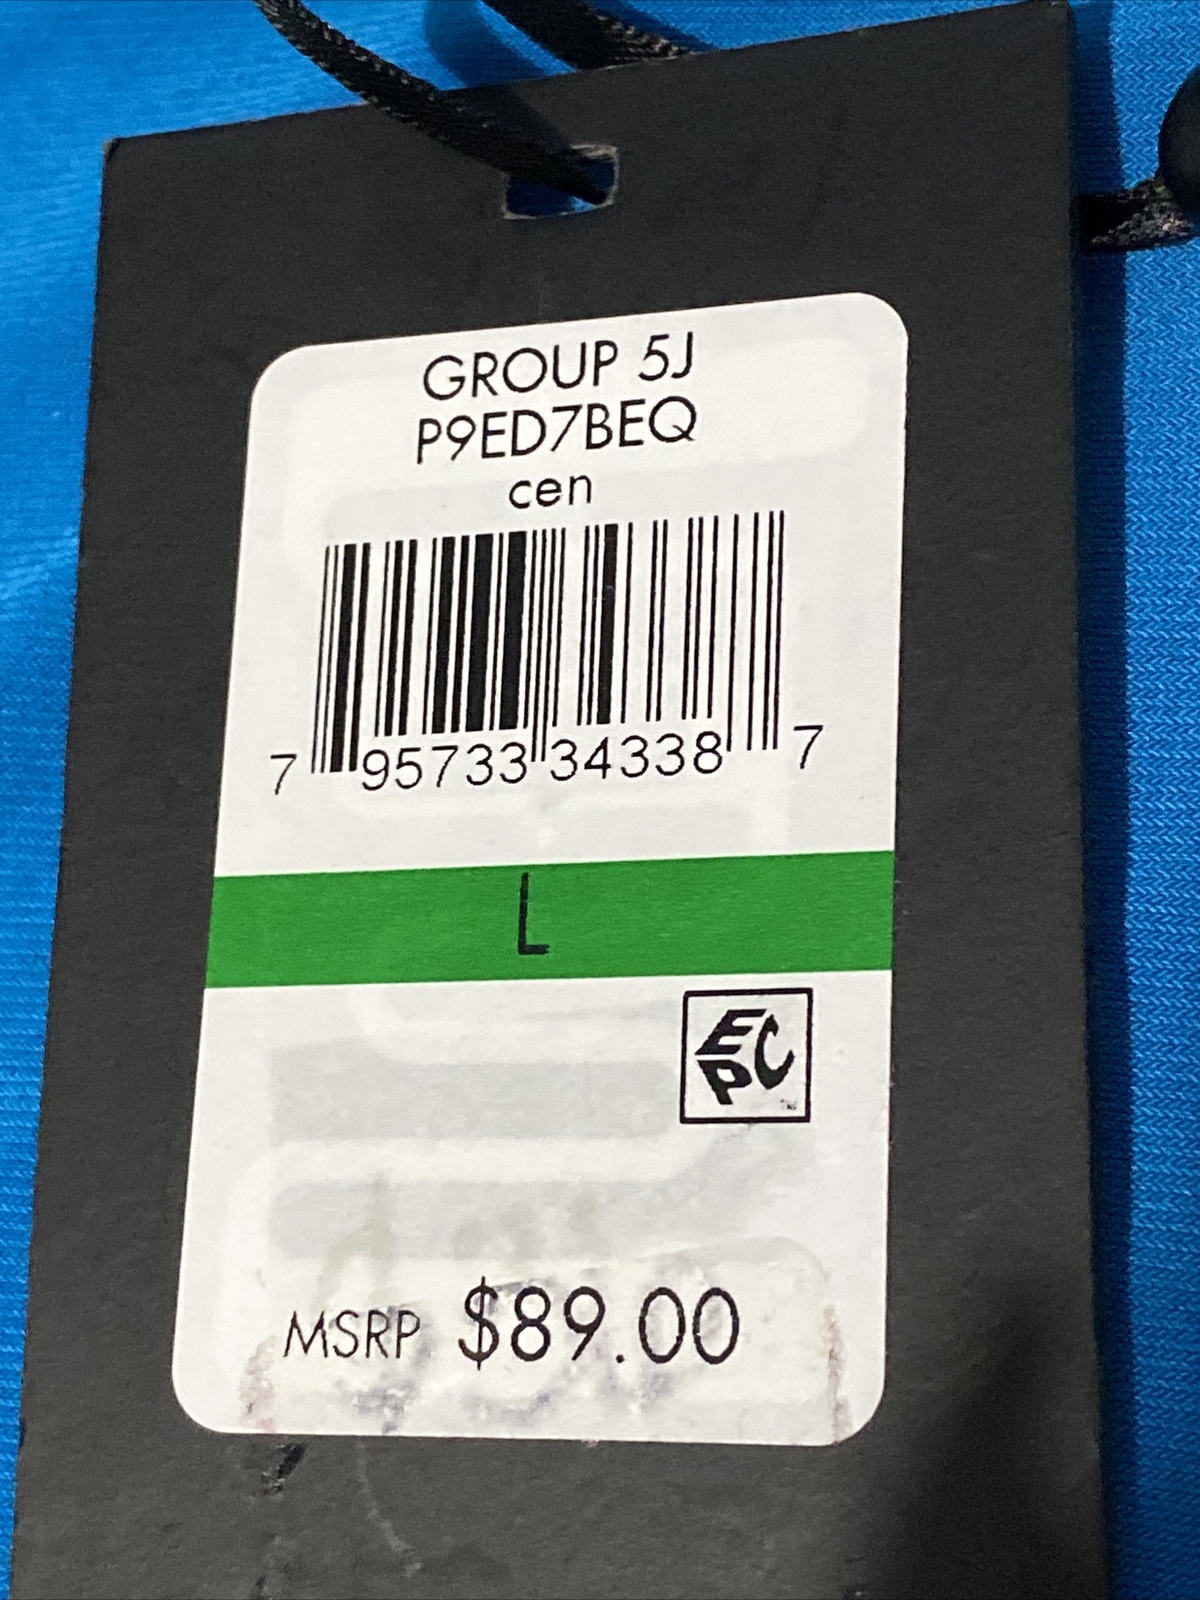 GROUP 5J
P9ED7BEQ
cen
7 95733 34338 7
L
EPC
MSRP $89.00